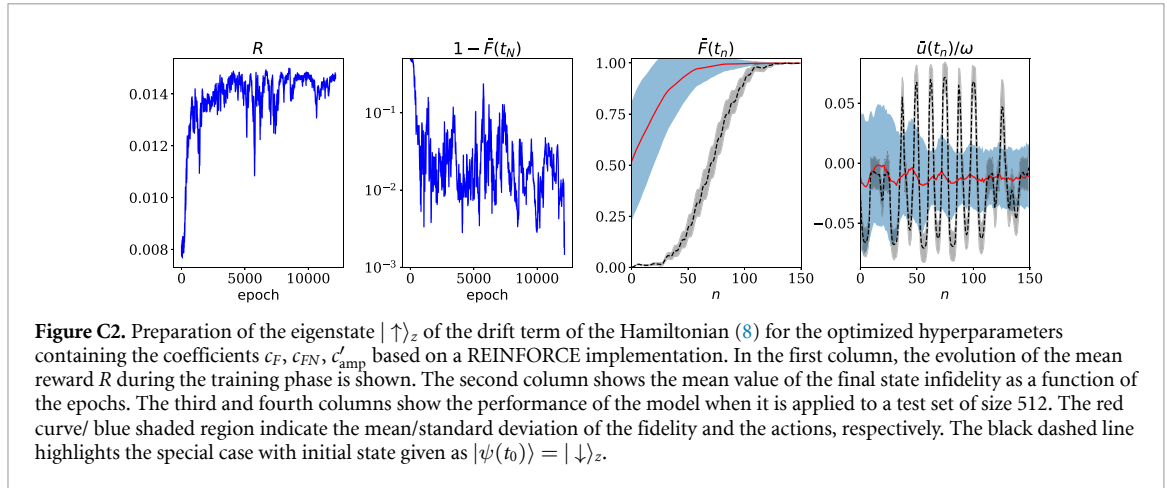 R
1 − F̄(t_N)
F̄(t_n)
ū(t_n)/ω
0.014
0.012
0.010
0.008
0 5000 10000
epoch
10⁻¹
10⁻²
10⁻³
0 5000 10000
epoch
1.00
0.75
0.50
0.25
0.00
0 50 100 150
n
0.05
0.00
−0.05
0 50 100 150
n
Figure C2. Preparation of the eigenstate | ↑⟩_z of the drift term of the Hamiltonian (8) for the optimized hyperparameters
containing the coefficients c_F, c_FN, c′_amp based on a REINFORCE implementation. In the first column, the evolution of the mean
reward R during the training phase is shown. The second column shows the mean value of the final state infidelity as a function of
the epochs. The third and fourth columns show the performance of the model when it is applied to a test set of size 512. The red
curve/ blue shaded region indicate the mean/standard deviation of the fidelity and the actions, respectively. The black dashed line
highlights the special case with initial state given as |ψ(t₀)⟩ = | ↓⟩_z.